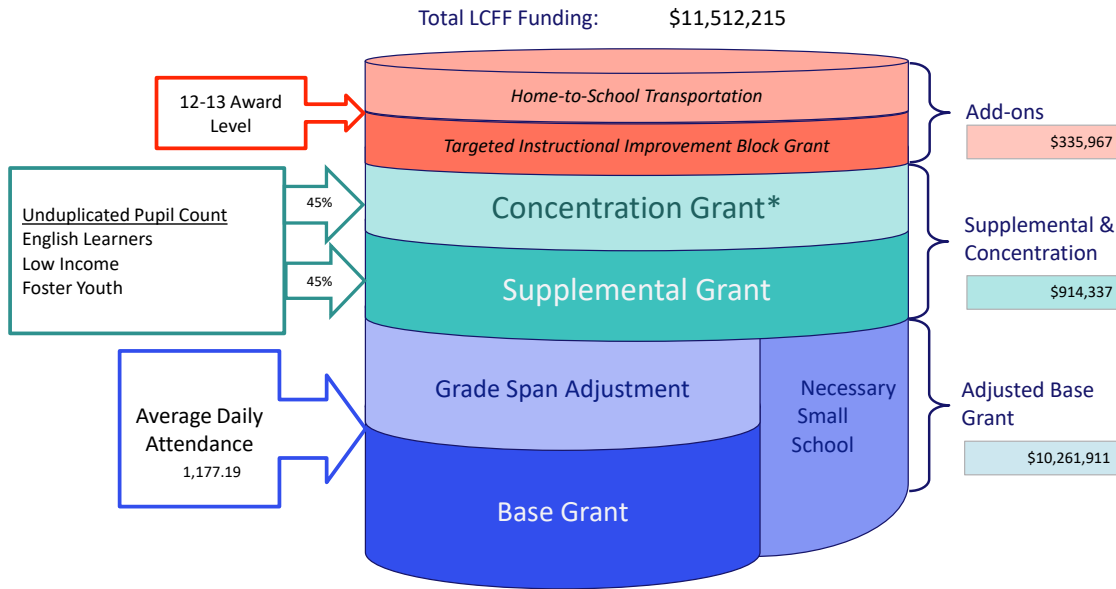 Total LCFF Funding: $11,512,215
12-13 Award
Level
Home-to-School Transportation
Targeted Instructional Improvement Block Grant
Add-ons
$335,967
Unduplicated Pupil Count
English Learners
Low Income
Foster Youth
45%
45%
Concentration Grant*
Supplemental Grant
Supplemental &
Concentration
$914,337
Average Daily
Attendance
1,177.19
Grade Span Adjustment
Base Grant
Necessary
Small
School
Adjusted Base
Grant
$10,261,911